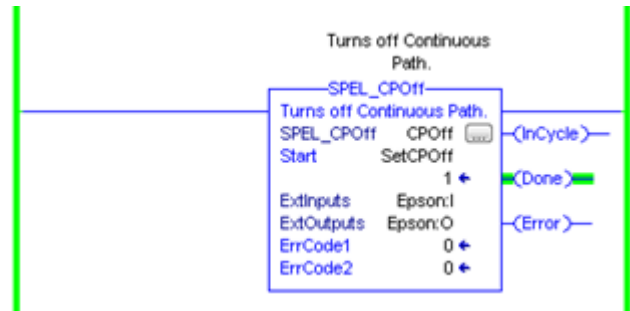 Turns off Continuous
Path.
SPEL_CPOff
Turns off Continuous Path.
SPEL_CPOff CPOff ... (InCycle)
Start SetCPOff
1 (Done)
ExtInputs Epson:I
ExtOutputs Epson:O (Error)
ErrCode1 0
ErrCode2 0